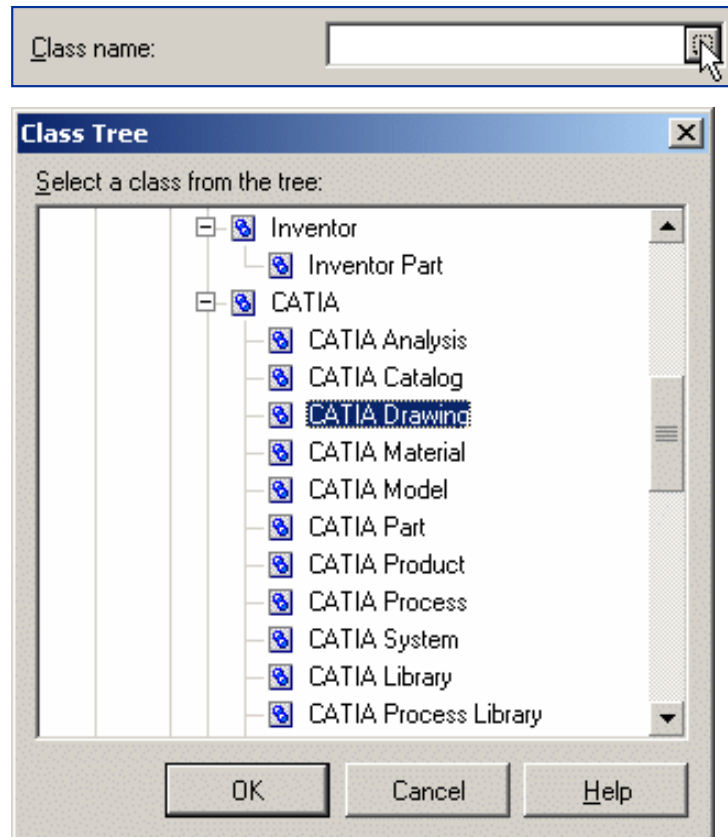 Class name:
Class Tree
Select a class from the tree:
Inventor
Inventor Part
CATIA
CATIA Analysis
CATIA Catalog
CATIA Drawing
CATIA Material
CATIA Model
CATIA Part
CATIA Product
CATIA Process
CATIA System
CATIA Library
CATIA Process Library
OK Cancel Help